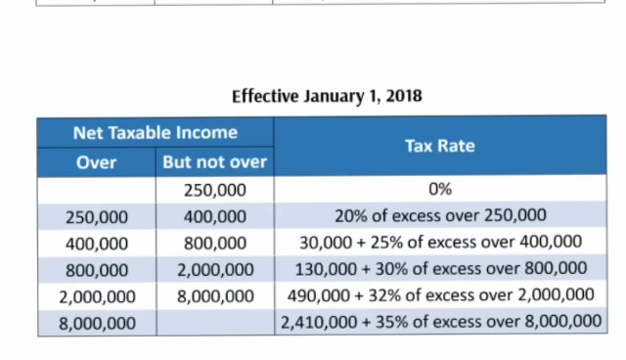 Effective January 1, 2018
Net Taxable Income
Tax Rate
Over But not over
250,000 0%
250,000 400,000 20% of excess over 250,000
400,000 800,000 30,000 + 25% of excess over 400,000
800,000 2,000,000 130,000 + 30% of excess over 800,000
2,000,000 8,000,000 490,000 + 32% of excess over 2,000,000
8,000,000 2,410,000 + 35% of excess over 8,000,000